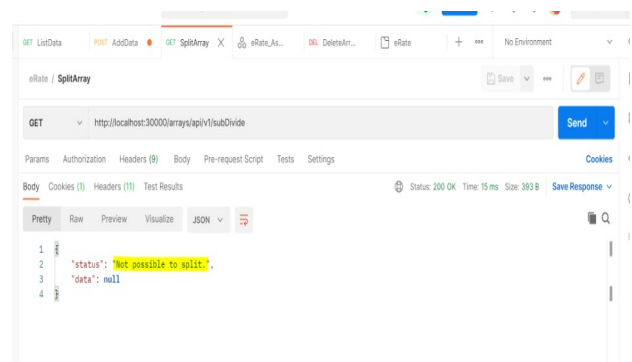 GET ListData POST AddData GET SplitArray X eRate_As... DEL DeleteArr... eRate + ooo No Environment
eRate / SplitArray Save ooo
GET http://localhost:30000/arrays/api/v1/subDivide Send
Params Authorization Headers (9) Body Pre-request Script Tests Settings Cookies
Body Cookies (1) Headers (11) Test Results Status: 200 OK Time: 15 ms Size: 393 B Save Response
Pretty Raw Preview Visualize JSON
1 {
2 "status": "Not possible to split.",
3 "data": null
4 }